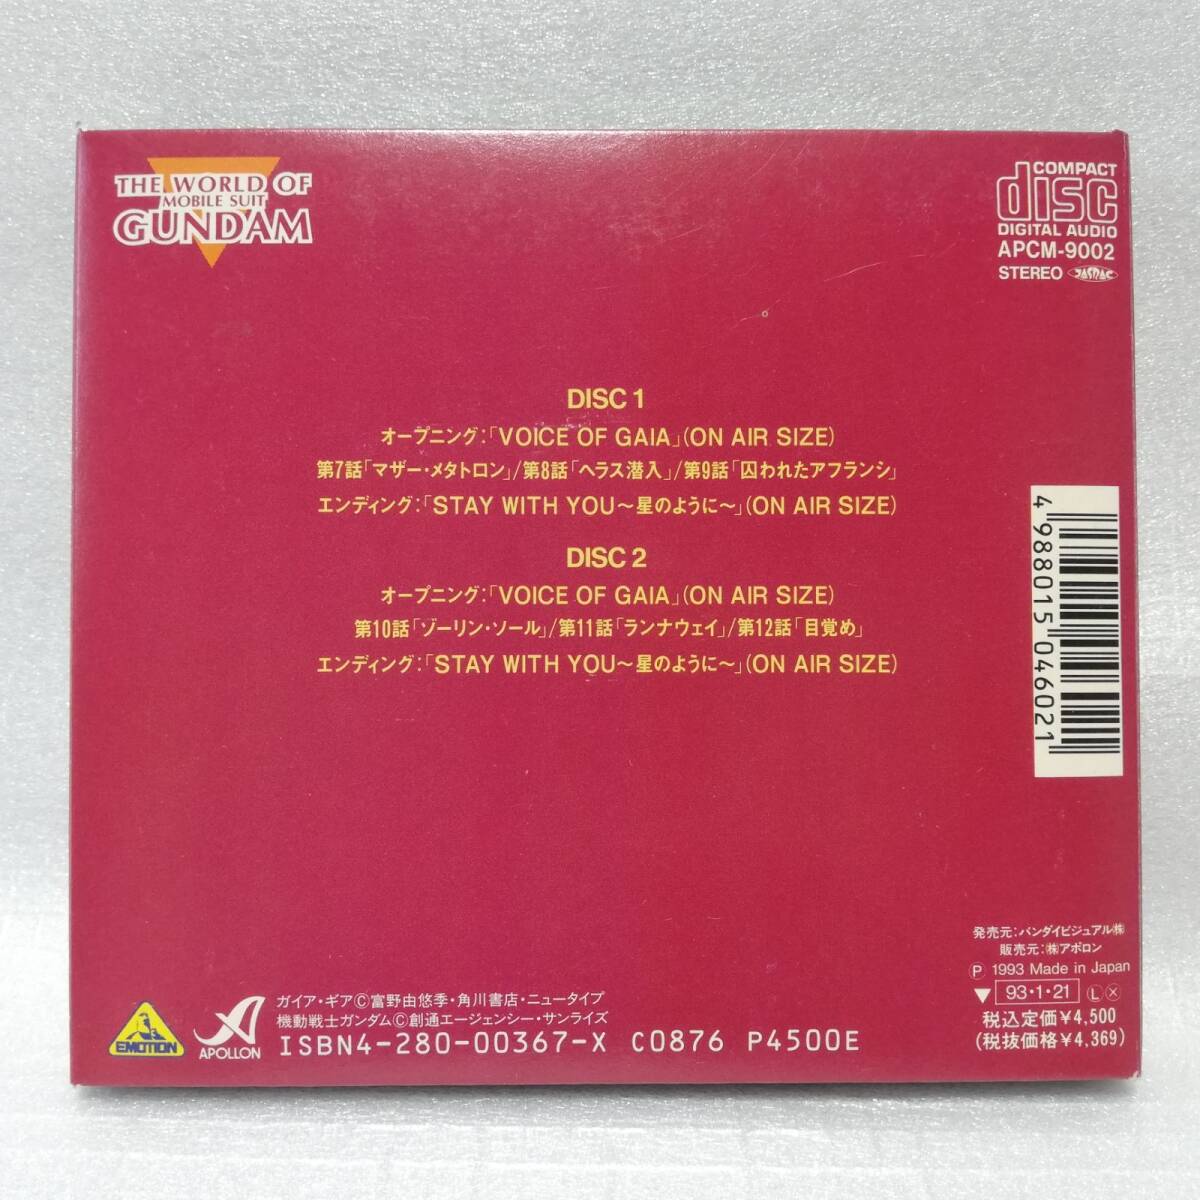 THE WORLD OF
MOBILE SUIT
GUNDAM
COMPACT
disc
DIGITAL AUDIO
APCM-9002
STEREO JASRAC
DISC 1
オープニング:「VOICE OF GAIA」(ON AIR SIZE)
第7話「マザー・メタトロン」/第8話「ヘラス潜入」/第9話「囚われたアフランシ」
エンディング:「STAY WITH YOU〜星のように〜」(ON AIR SIZE)
DISC 2
オープニング:「VOICE OF GAIA」(ON AIR SIZE)
第10話「ゾーリン・ソール」/第11話「ランナウェイ」/第12話「目覚め」
エンディング:「STAY WITH YOU〜星のように〜」(ON AIR SIZE)
4988015046021
発売元:バンダイビジュアル㈱
販売元:㈱アポロン
Ⓟ 1993 Made in Japan
▼ 93・1・21 Ⓛ ⓧ
税込定価¥4,500
(税抜価格¥4,369)
EMOTION
APOLLON
ガイア・ギア©富野由悠季・角川書店・ニュータイプ
機動戦士ガンダム©創通エージェンシー・サンライズ
ISBN4-280-00367-X C0876 P4500E